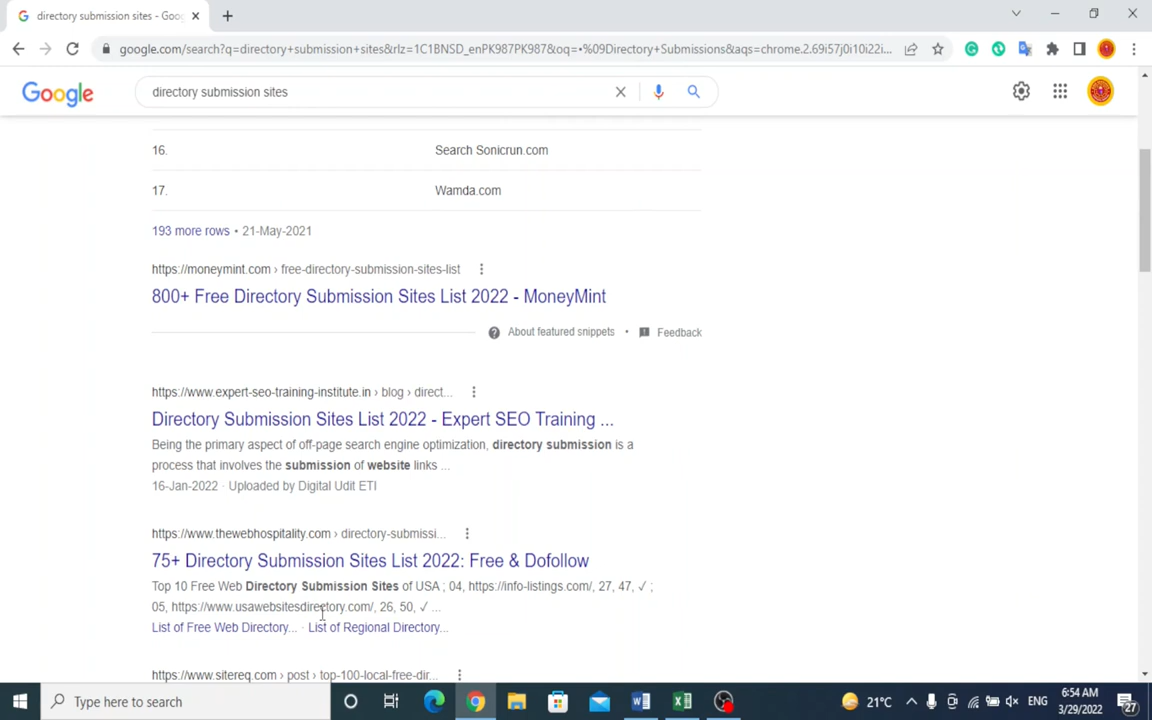 directory submission sites - Goog
google.com/search?q=directory+submission+sites&rlz=1C1BNSD_enPK987PK987&oq=•%09Directory+Submissions&aqs=chrome.2.69i57j0i10i22i...
Google
directory submission sites
16. Search Sonicrun.com
17. Wamda.com
193 more rows • 21-May-2021
https://moneymint.com › free-directory-submission-sites-list
800+ Free Directory Submission Sites List 2022 - MoneyMint
About featured snippets • Feedback
https://www.expert-seo-training-institute.in › blog › direct...
Directory Submission Sites List 2022 - Expert SEO Training ...
Being the primary aspect of off-page search engine optimization, directory submission is a
process that involves the submission of website links ...
16-Jan-2022 · Uploaded by Digital Udit ETI
https://www.thewebhospitality.com › directory-submissi...
75+ Directory Submission Sites List 2022: Free & Dofollow
Top 10 Free Web Directory Submission Sites of USA ; 04, https://info-listings.com/, 27, 47, ✓ ;
05, https://www.usawebsitesdirectory.com/, 26, 50, ✓ ...
List of Free Web Directory... · List of Regional Directory...
https://www.sitereq.com › post › top-100-local-free-dir...
Type here to search
21°C
ENG
6:54 AM
3/29/2022
27